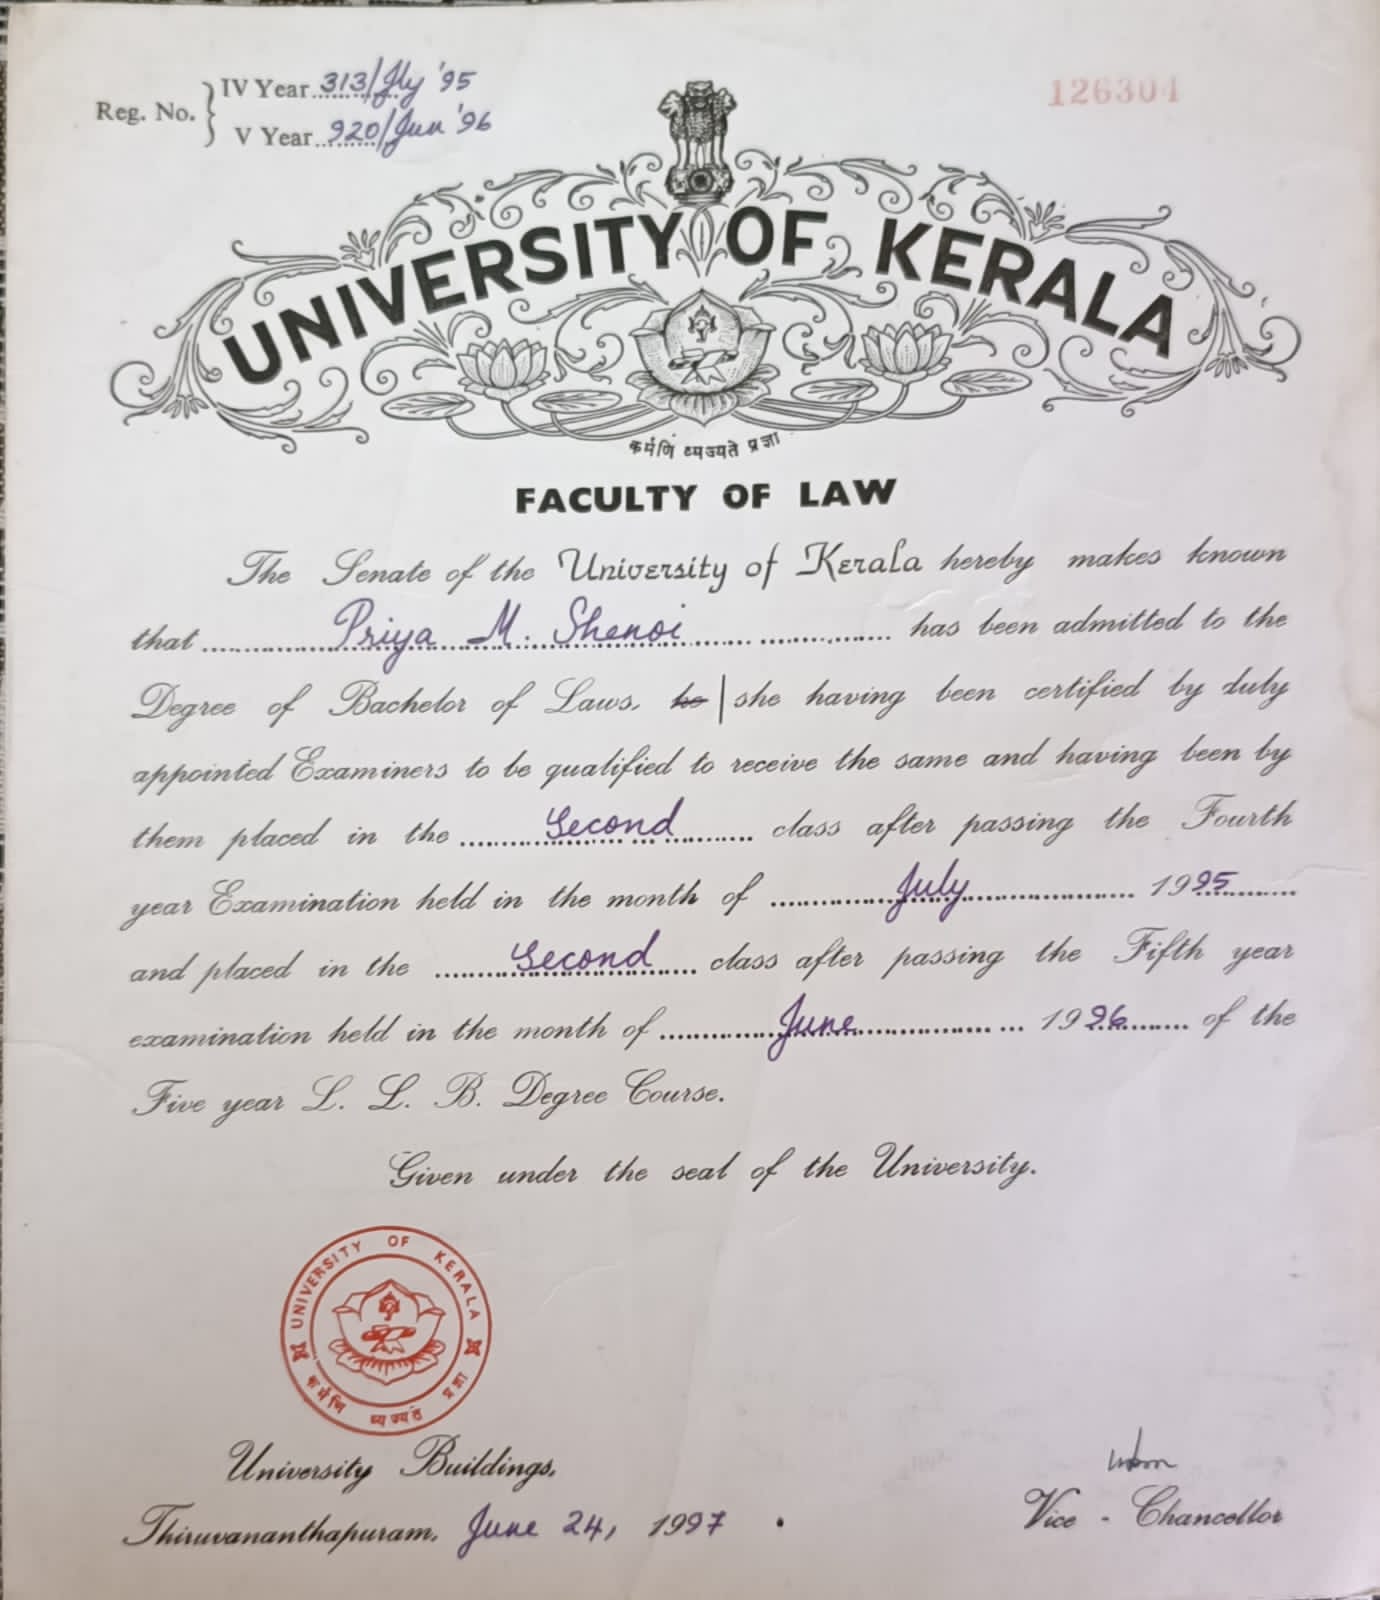 Reg. No. { IV Year 313/Jly '95
V Year 920/Jun '96
126304
UNIVERSITY OF KERALA
कर्मणि व्यज्यते प्रज्ञा
FACULTY OF LAW
The Senate of the University of Kerala hereby makes known
that Priya M. Shenoi has been admitted to the
Degree of Bachelor of Laws, he | she having been certified by duly
appointed Examiners to be qualified to receive the same and having been by
them placed in the Second class after passing the Fourth
year Examination held in the month of July 1995
and placed in the Second class after passing the Fifth year
examination held in the month of June 1996 of the
Five year L. L. B. Degree Course.
Given under the seal of the University.
UNIVERSITY OF KERALA
कर्मणि व्यज्यते प्रज्ञा
University Buildings,
Thiruvananthapuram, June 24, 1997
Vice - Chancellor